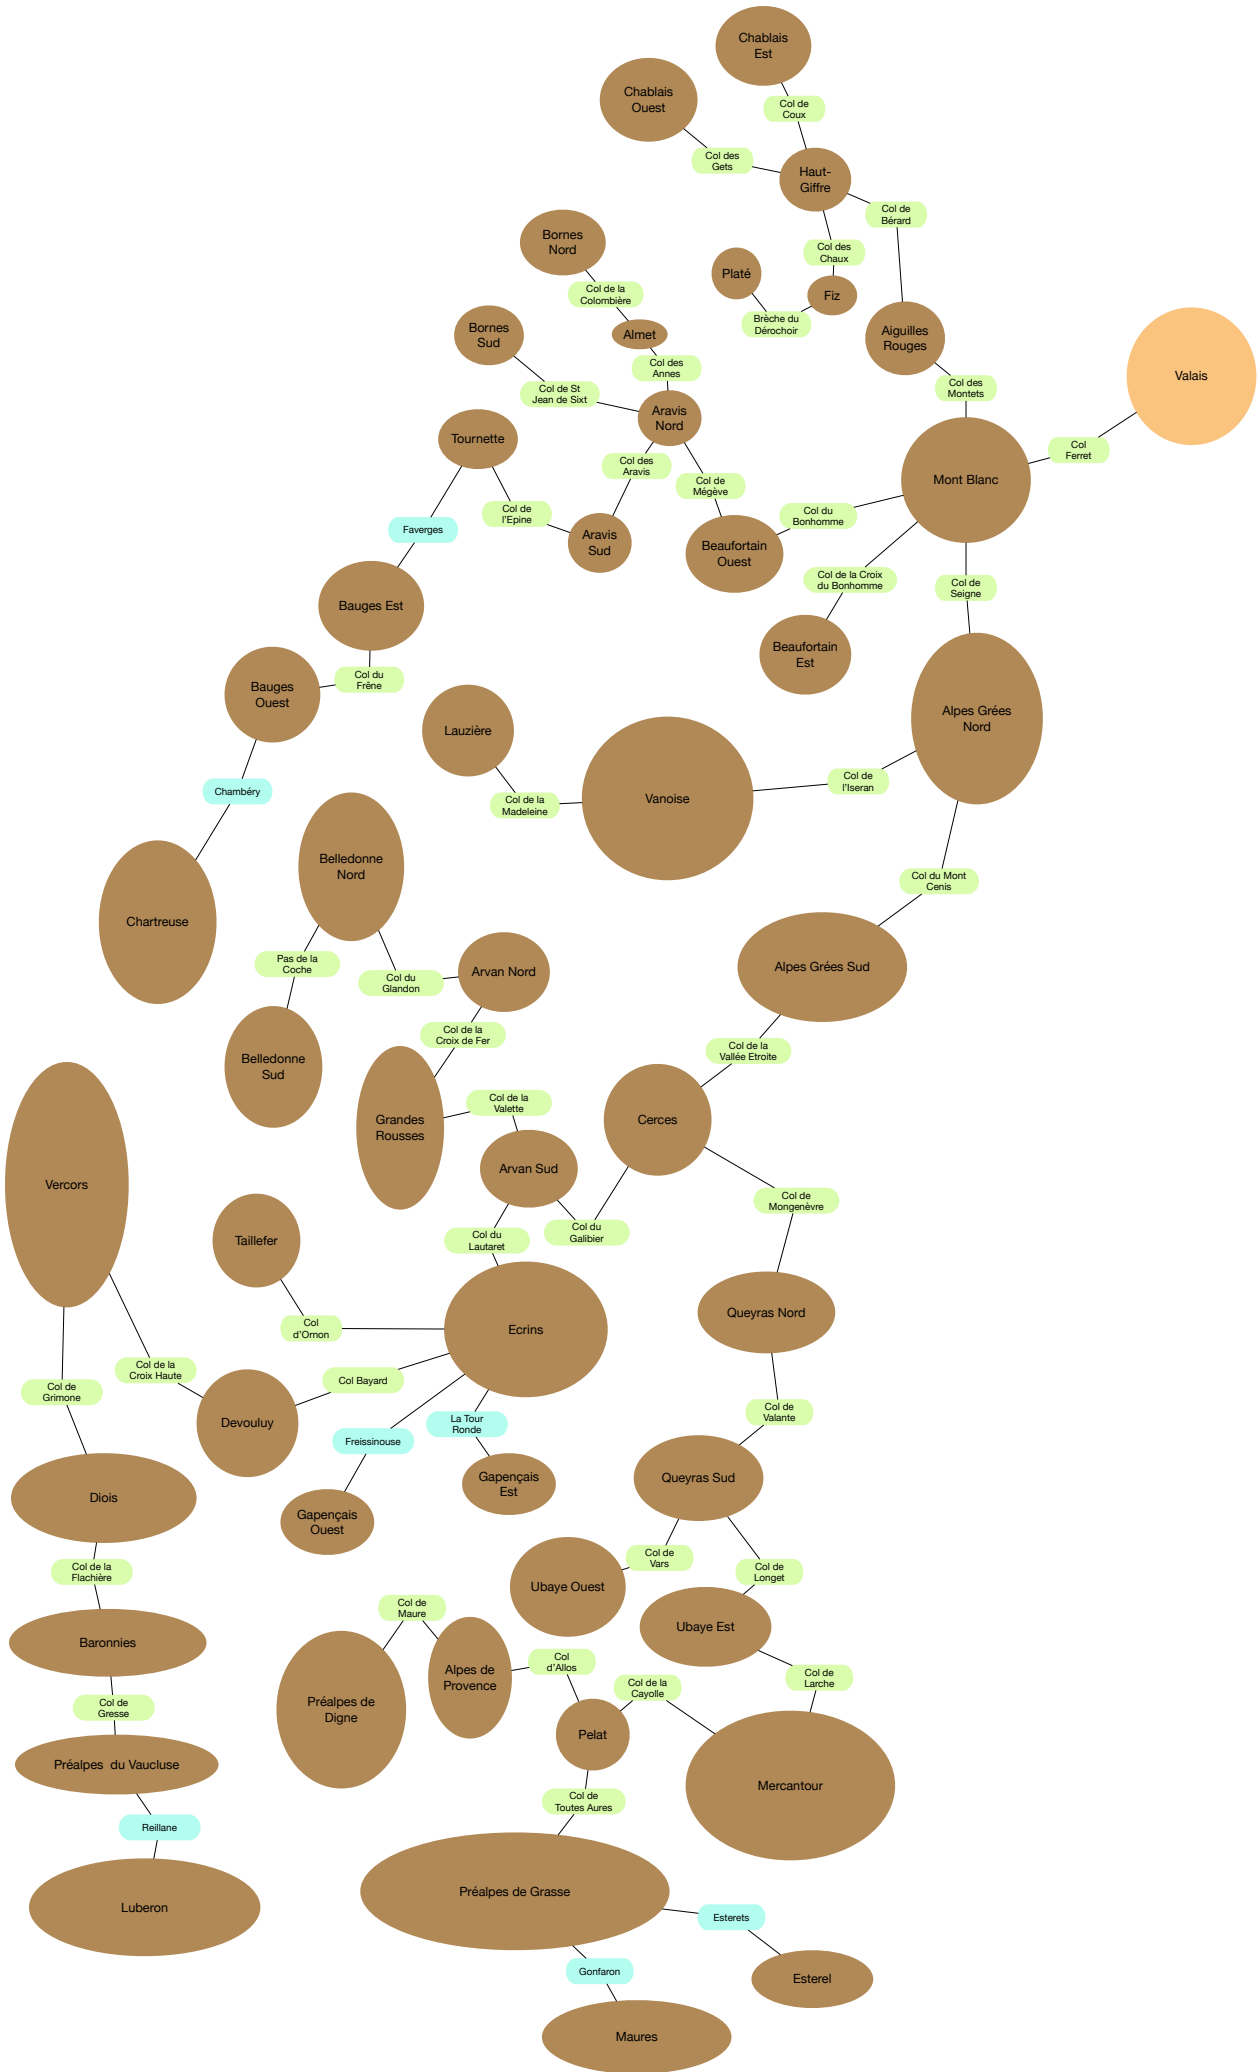 Chablais
Est
Chablais
Ouest
Col de
Coux
Col des
Gets
Haut-
Giffre
Col de
Bérard
Bornes
Nord
Col des
Chaux
Platé
Fiz
Col de la
Colombière
Brèche du
Dérochoir
Bornes
Sud
Almet
Aiguilles
Rouges
Col des
Annes
Valais
Col de St
Jean de Sixt
Col des
Montets
Aravis
Nord
Tournette
Col
Ferret
Col des
Aravis
Col de
Mégève
Mont Blanc
Col de
l'Epine
Col du
Bonhomme
Faverges
Aravis
Sud
Beaufortain
Ouest
Col de la Croix
du Bonhomme
Col de
Seigne
Bauges Est
Beaufortain
Est
Col du
Frêne
Bauges
Ouest
Alpes Grées
Nord
Lauzière
Col de
l'Iseran
Chambéry
Col de la
Madeleine
Vanoise
Belledonne
Nord
Col du Mont
Cenis
Chartreuse
Pas de la
Coche
Arvan Nord
Alpes Grées Sud
Col du
Glandon
Col de la
Croix de Fer
Col de la
Vallée Etroite
Belledonne
Sud
Col de la
Valette
Grandes
Rousses
Cerces
Arvan Sud
Vercors
Col de
Mongenèvre
Taillefer
Col du
Lautaret
Col du
Galibier
Queyras Nord
Col
d'Ornon
Ecrins
Col de la
Croix Haute
Col Bayard
Col de
Grimone
Col de
Valante
Devouluy
La Tour
Ronde
Freissinouse
Queyras Sud
Gapençais
Est
Diois
Gapençais
Ouest
Col de
Vars
Col de la
Flachière
Col de
Longet
Ubaye Ouest
Col de
Maure
Ubaye Est
Baronnies
Col
d'Allos
Alpes de
Provence
Col de
Larche
Col de la
Cayolle
Col de
Gresse
Préalpes de
Digne
Pelat
Préalpes du Vaucluse
Mercantour
Col de
Toutes Aures
Reillane
Préalpes de Grasse
Luberon
Esterets
Gonfaron
Esterel
Maures